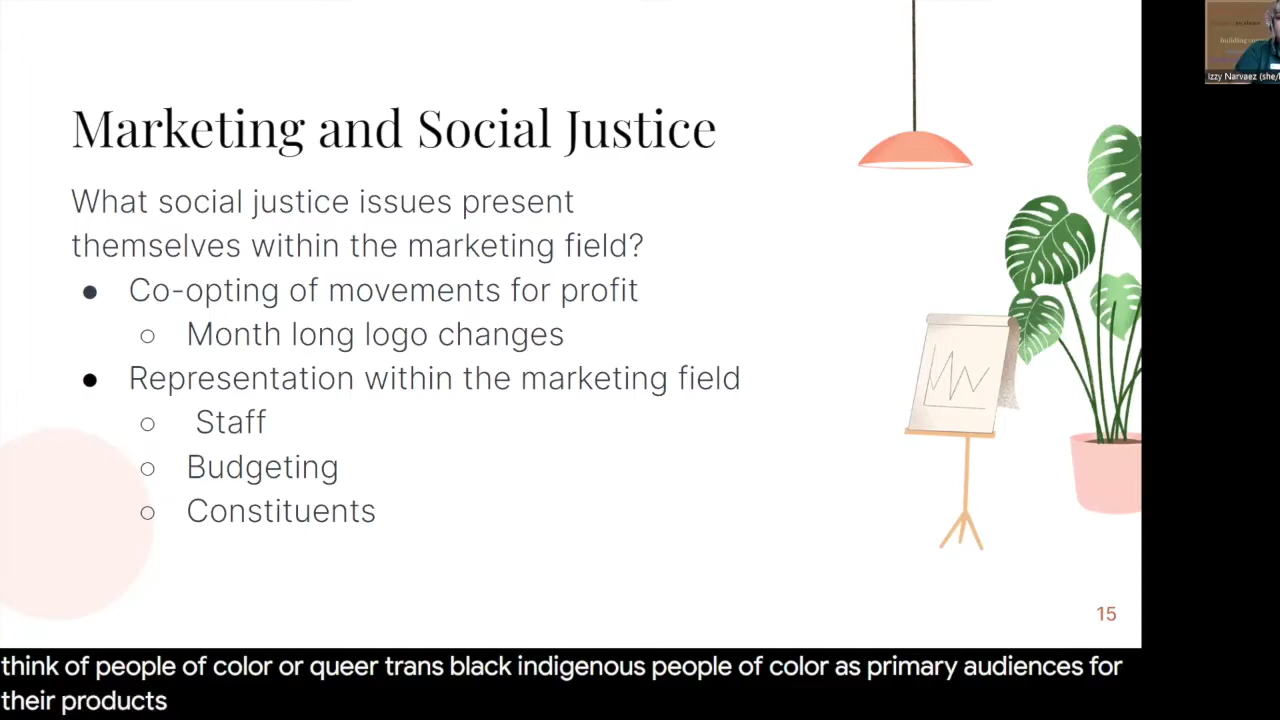 Marketing and Social Justice
What social justice issues present
themselves within the marketing field?
● Co-opting of movements for profit
○ Month long logo changes
● Representation within the marketing field
○ Staff
○ Budgeting
○ Constituents
15
Izzy Narvaez (she/
think of people of color or queer trans black indigenous people of color as primary audiences for
their products